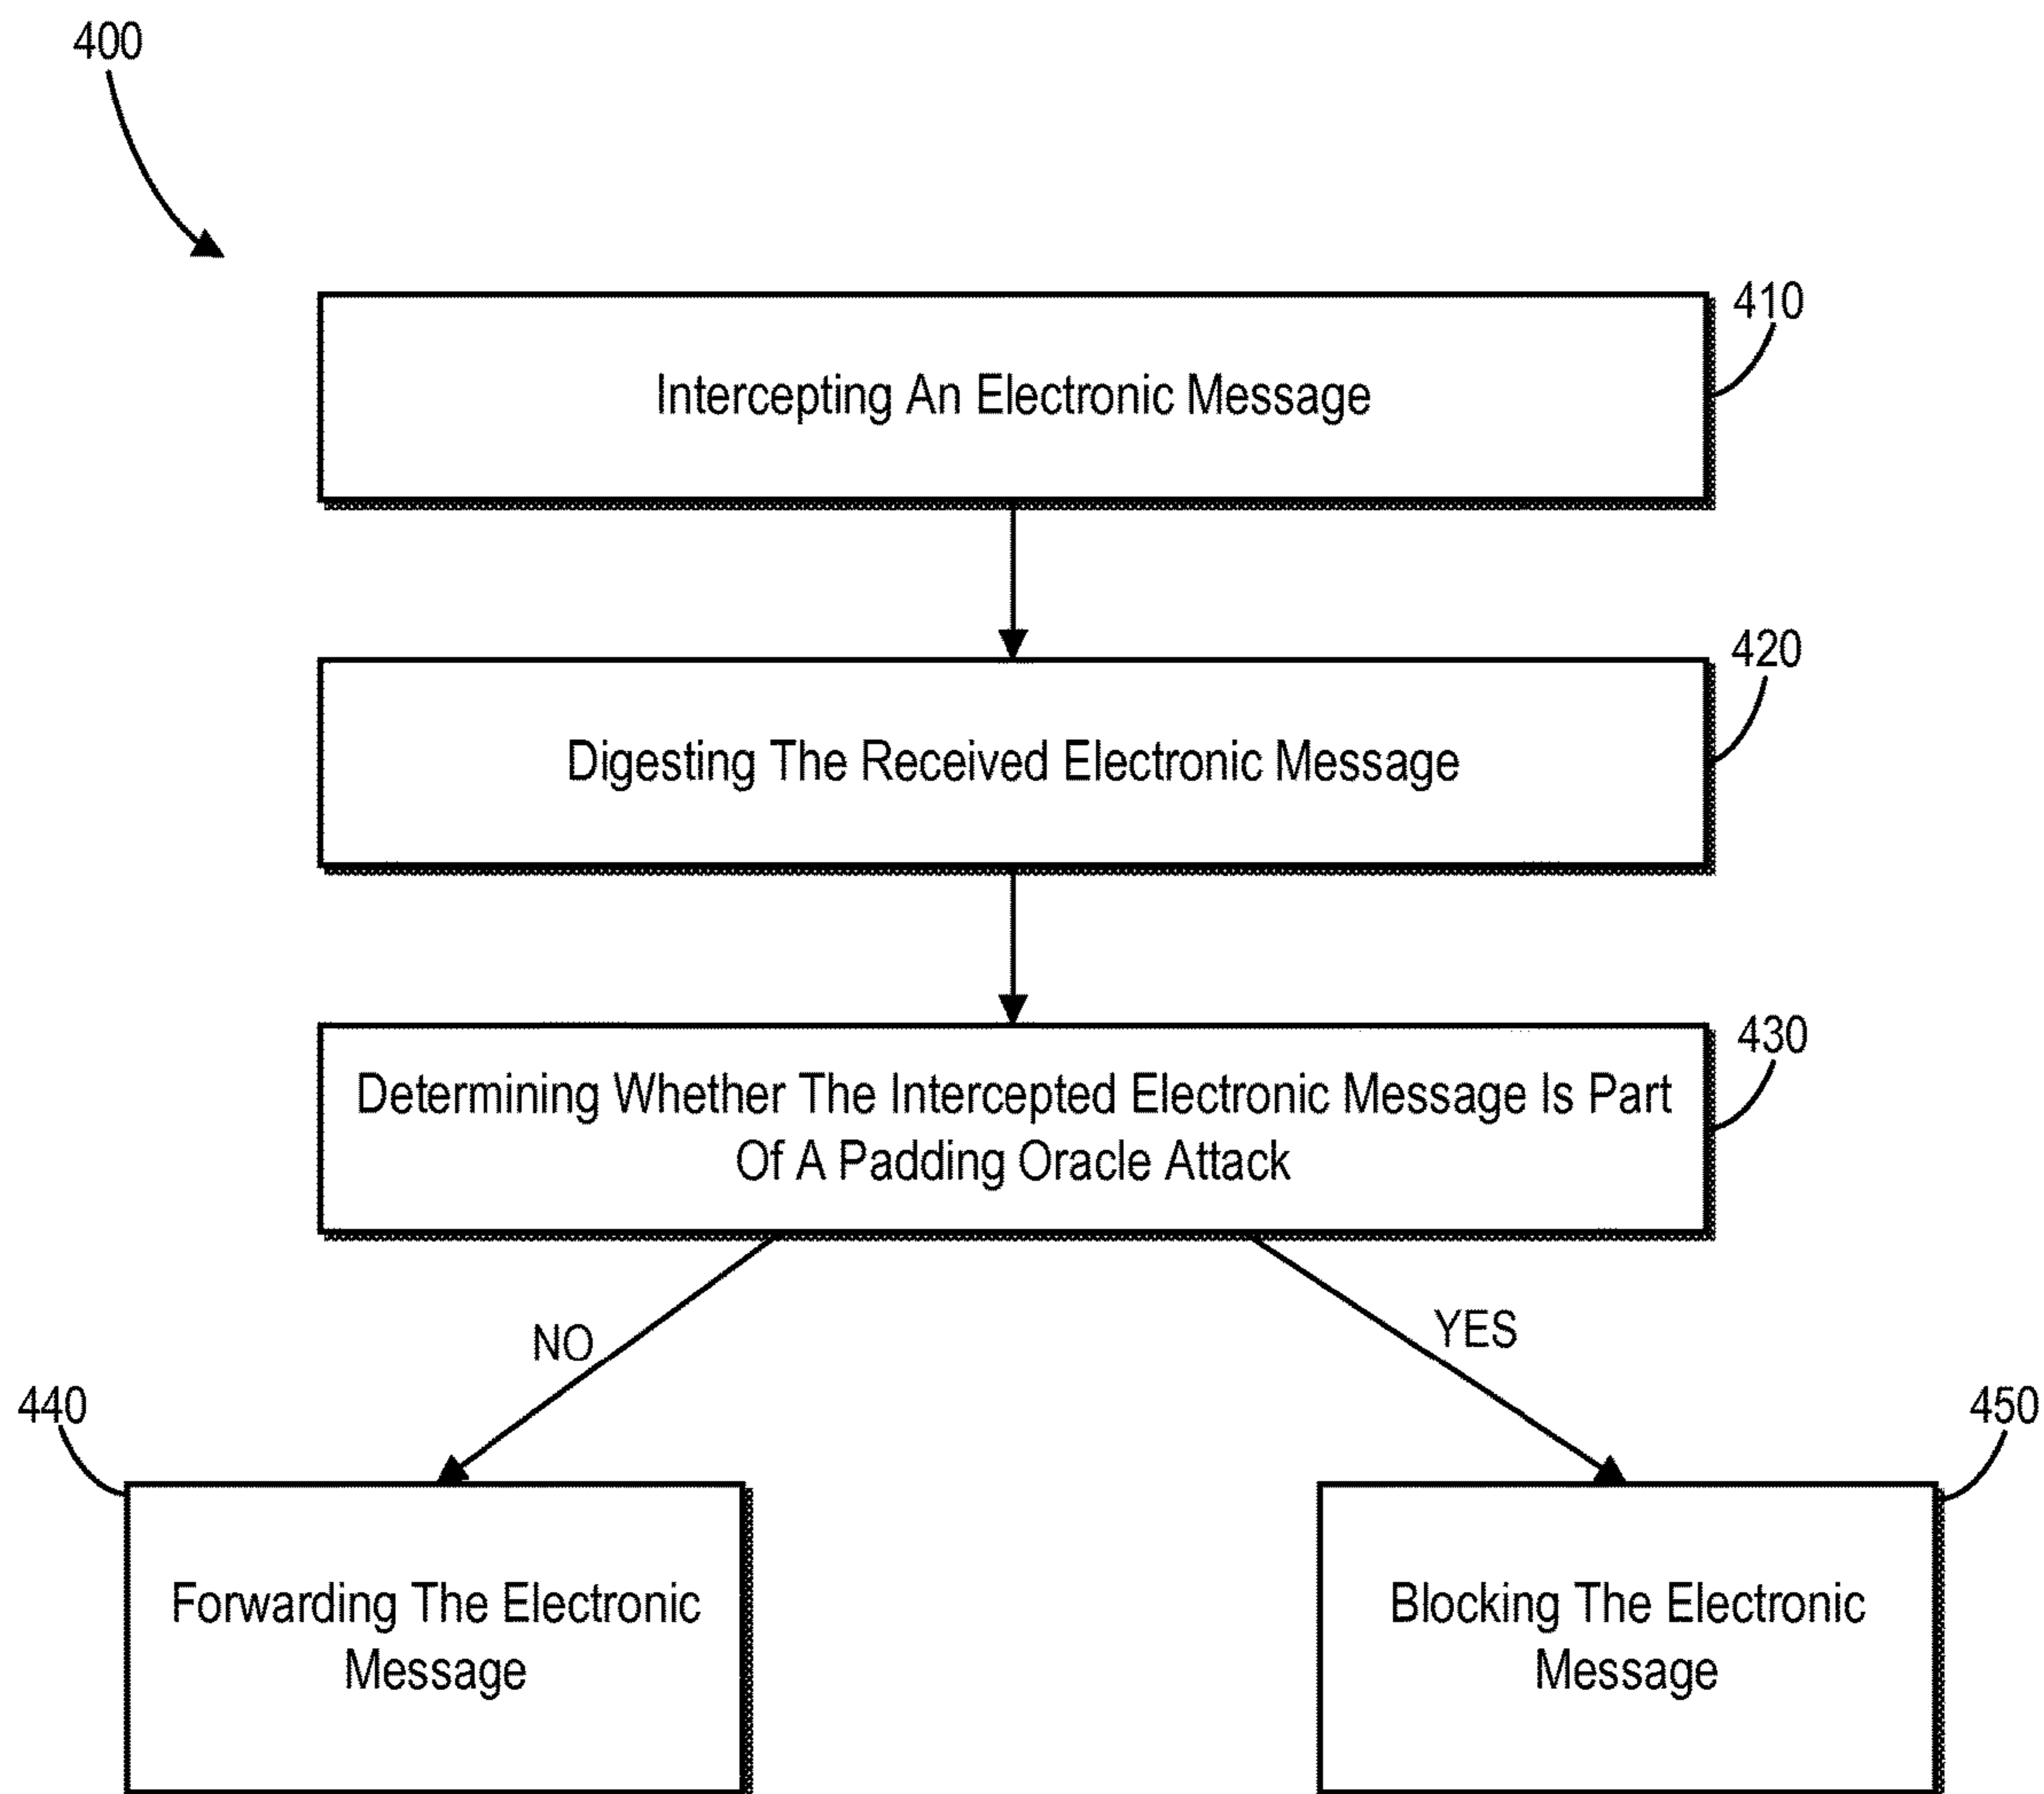 400
410
Intercepting An Electronic Message
420
Digesting The Received Electronic Message
430
Determining Whether The Intercepted Electronic Message Is Part
Of A Padding Oracle Attack
NO
YES
440
450
Forwarding The Electronic
Message
Blocking The Electronic
Message